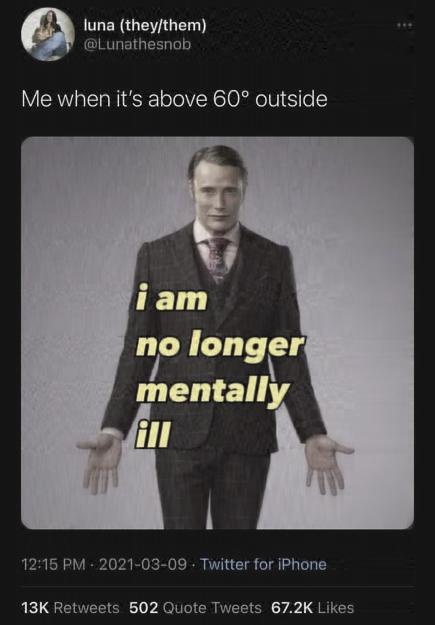 luna (they/them)
@Lunathesnob
Me when it's above 60° outside
i am
no longer
mentally
ill
12:15 PM · 2021-03-09 · Twitter for iPhone
13K Retweets 502 Quote Tweets 67.2K Likes